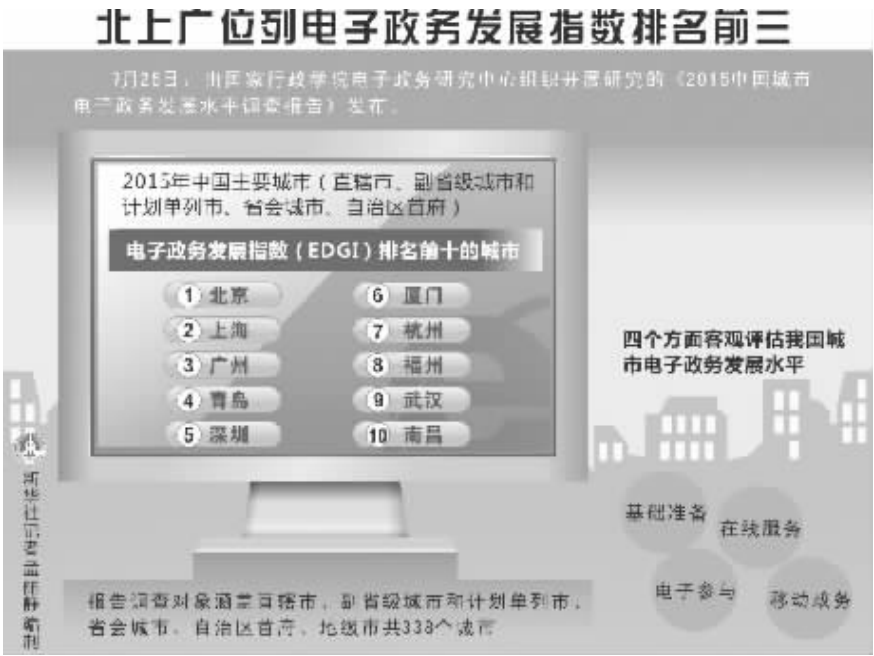 北上广位列电子政务发展指数排名前三
7月26日，由国家行政学院电子政务研究中心组织开展研究的《2015中国城市
电子政务发展水平调查报告》发布。
2015年中国主要城市（直辖市、副省级城市和
计划单列市、省会城市、自治区首府）
电子政务发展指数（EDGI）排名前十的城市
1 北京
2 上海
3 广州
4 青岛
5 深圳
6 厦门
7 杭州
8 福州
9 武汉
10 南昌
四个方面客观评估我国城
市电子政务发展水平
基础准备
在线服务
电子参与
移动政务
报告调查对象涵盖直辖市、副省级城市和计划单列市、
省会城市、自治区首府、地级市共338个城市
新华社记者孟丽静 编制